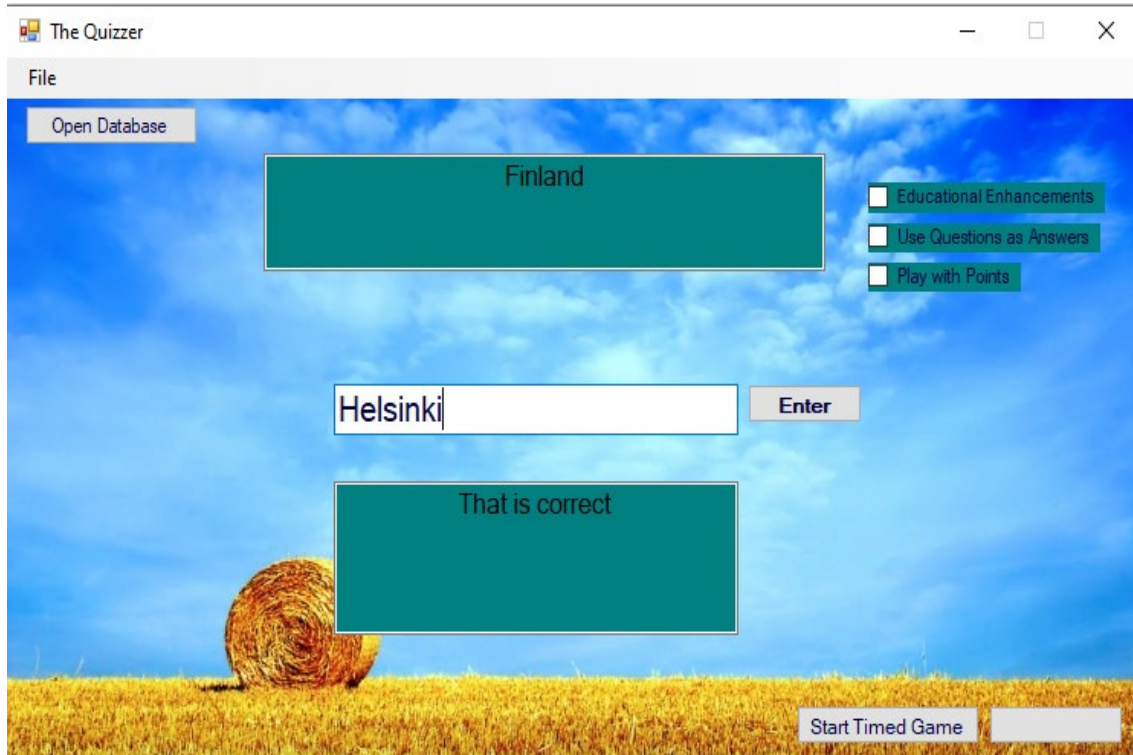 The Quizzer
File
Open Database
Finland
Educational Enhancements
Use Questions as Answers
Play with Points
Helsinki
Enter
That is correct
Start Timed Game